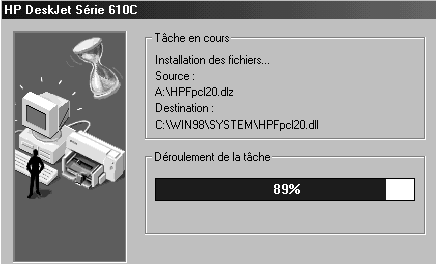 HP DeskJet Série 610C
Tâche en cours
Installation des fichiers...
Source :
A:\HPFpcl20.dlz
Destination :
C:\WIN98\SYSTEM\HPFpcl20.dll
Déroulement de la tâche
89%